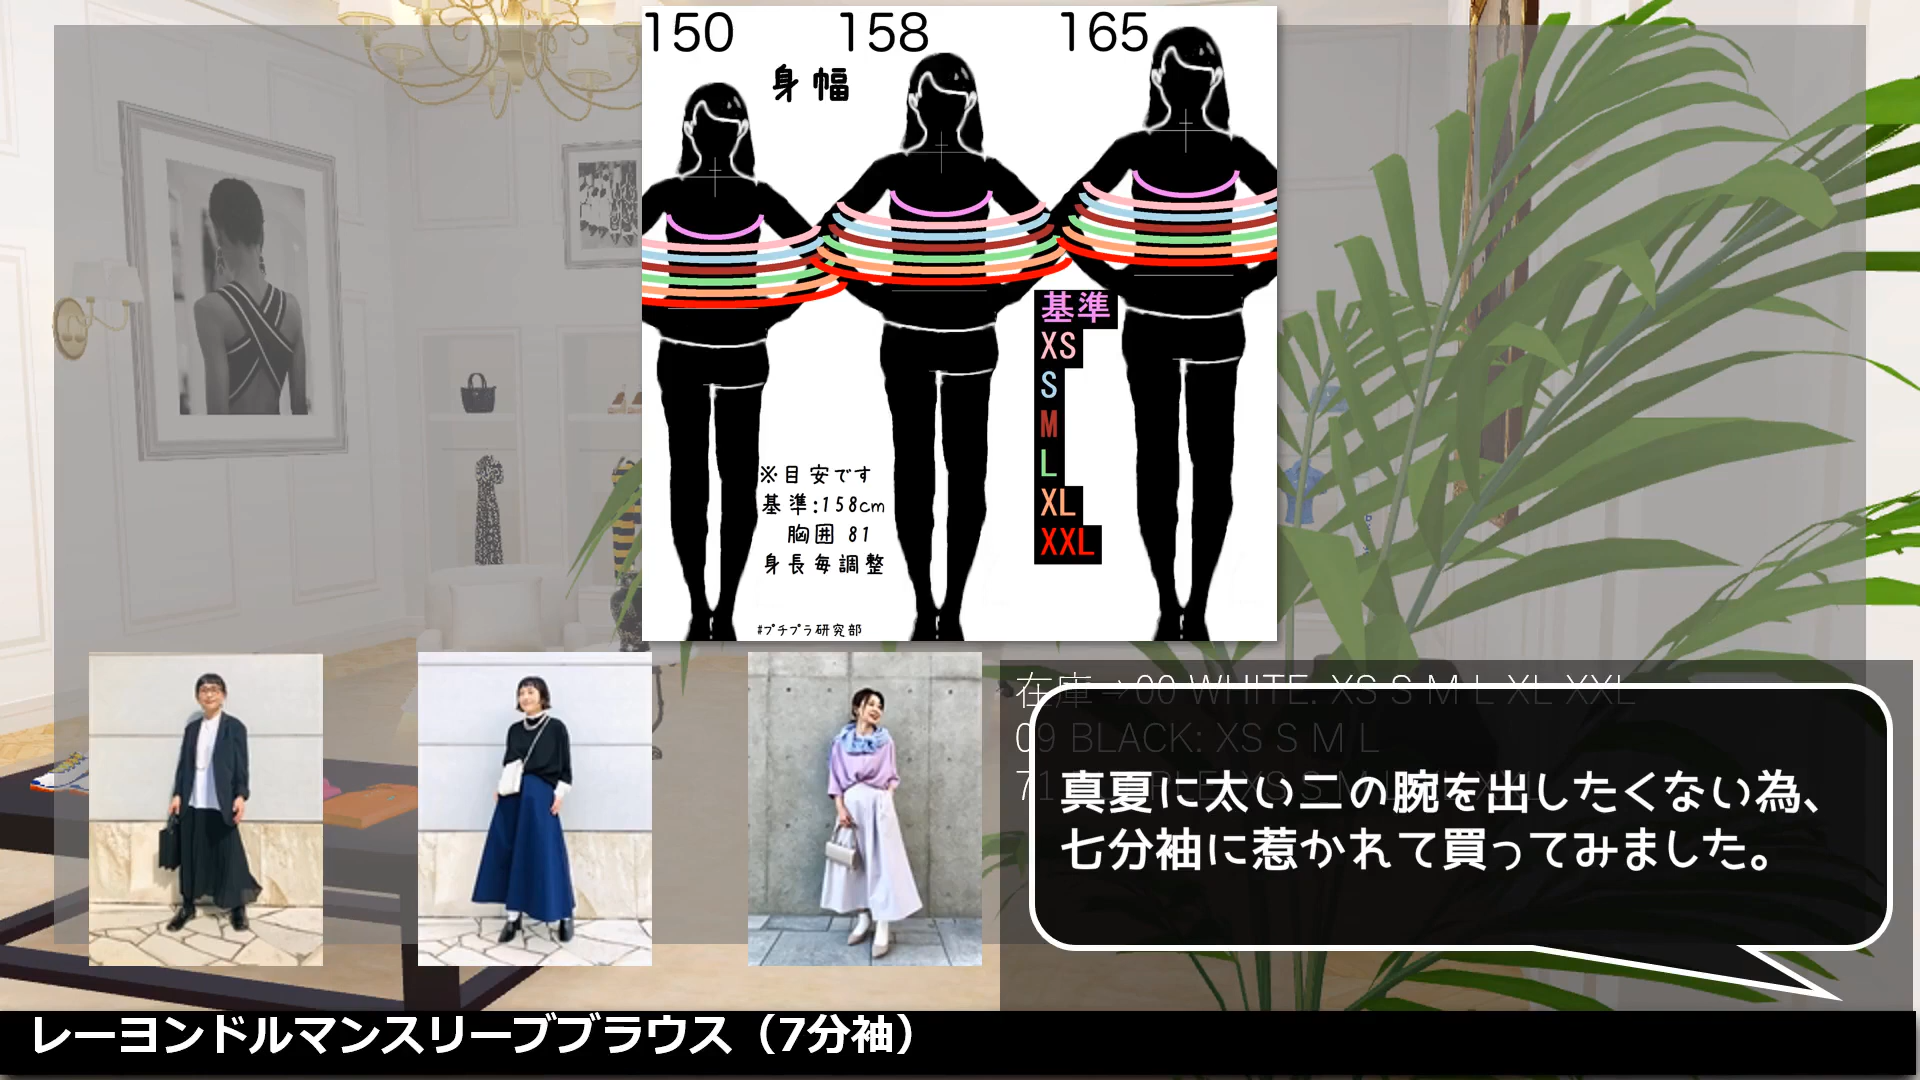 150 158 165
身幅
基準
XS
S
M
L
XL
XXL
※目安です
基準:158cm
胸囲 81
身長毎調整
#プチプラ研究部
在庫→00 WHITE: XS S M L XL XXL
09 BLACK: XS S M L
真夏に太い二の腕を出したくない為、
七分袖に惹かれて買ってみました。
レーヨンドルマンスリーブブラウス（7分袖）